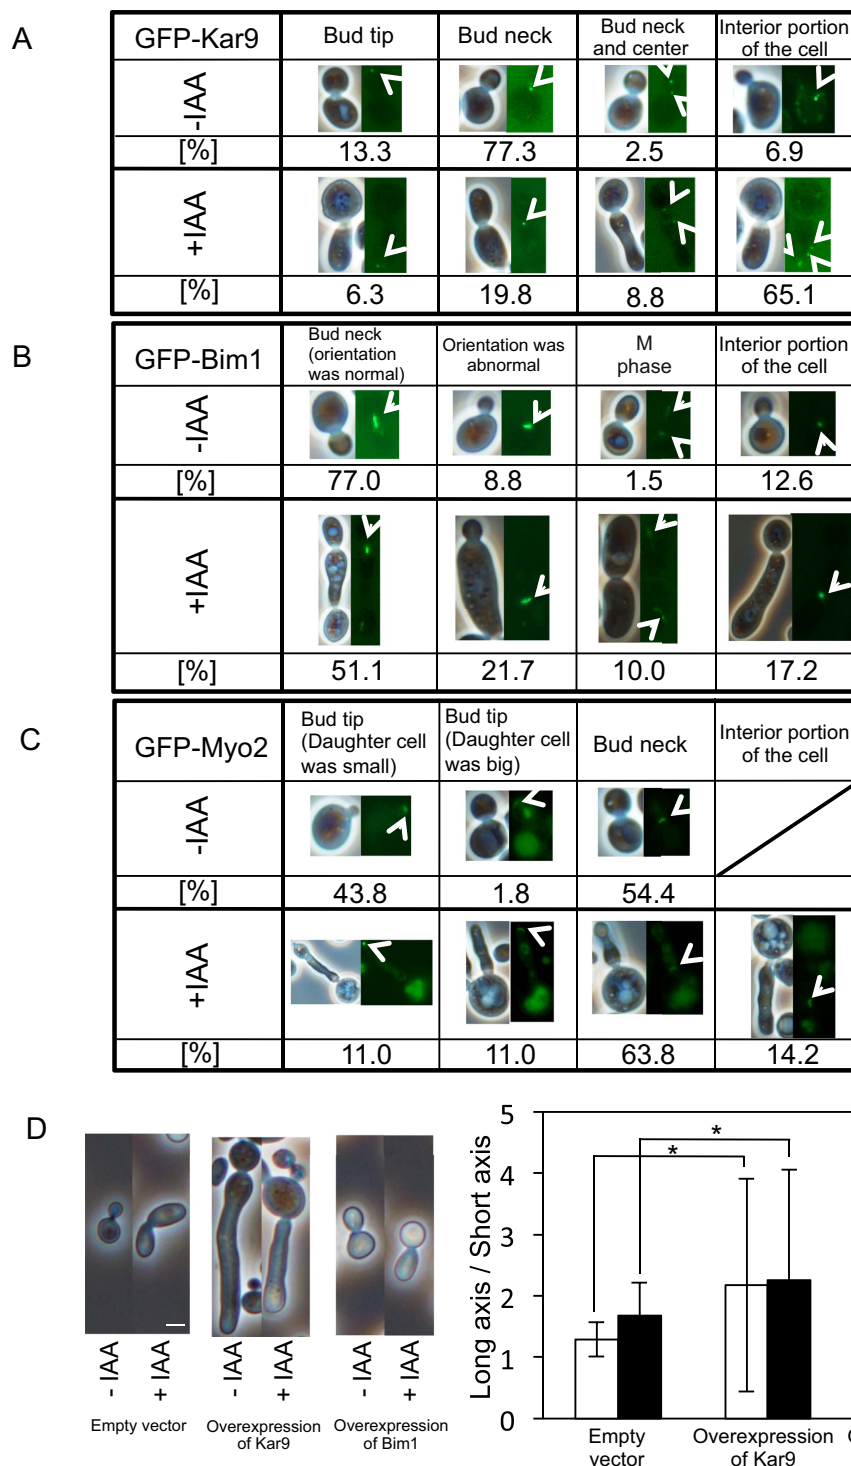 A
GFP-Kar9
Bud tip
Bud neck
Bud neck
and center
Interior portion
of the cell
-IAA
[%]
13.3
77.3
2.5
6.9
+IAA
[%]
6.3
19.8
8.8
65.1
B
GFP-Bim1
Bud neck
(orientation
was normal)
Orientation was
abnormal
M
phase
Interior portion
of the cell
-IAA
[%]
77.0
8.8
1.5
12.6
+IAA
[%]
51.1
21.7
10.0
17.2
C
GFP-Myo2
Bud tip
(Daughter cell
was small)
Bud tip
(Daughter cell
was big)
Bud neck
Interior portion
of the cell
-IAA
[%]
43.8
1.8
54.4
+IAA
[%]
11.0
11.0
63.8
14.2
D
- IAA
+ IAA
- IAA
+ IAA
- IAA
+ IAA
Empty vector
Overexpression
of Kar9
Overexpression
of Bim1
Long axis / Short axis
5
4
3
2
1
0
*
*
Empty
vector
Overexpression
of Kar9